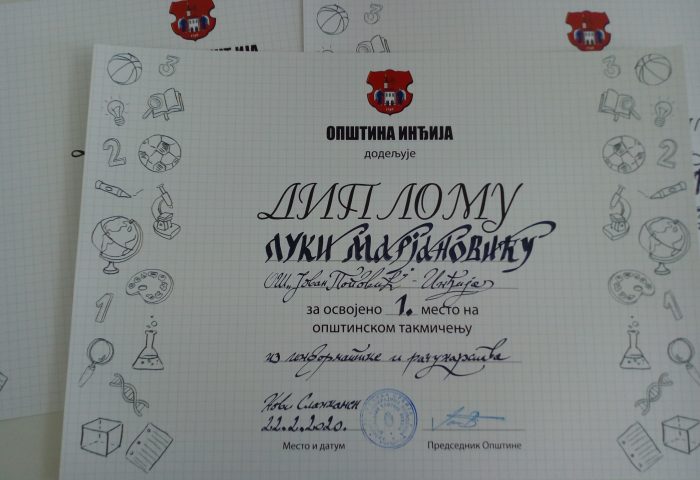 ОПШТИНА ИНЂИЈА
додељује
ДИПЛОМУ
ЛУКИ МАРЈАНОВИЋУ
ОШ „Јован Поповић" - Инђија
за освојено 1. место на
општинском такмичењу
из информатике и рачунарства
Нови Сланкамен
22.2.2020.
Место и датум
Председник Општине